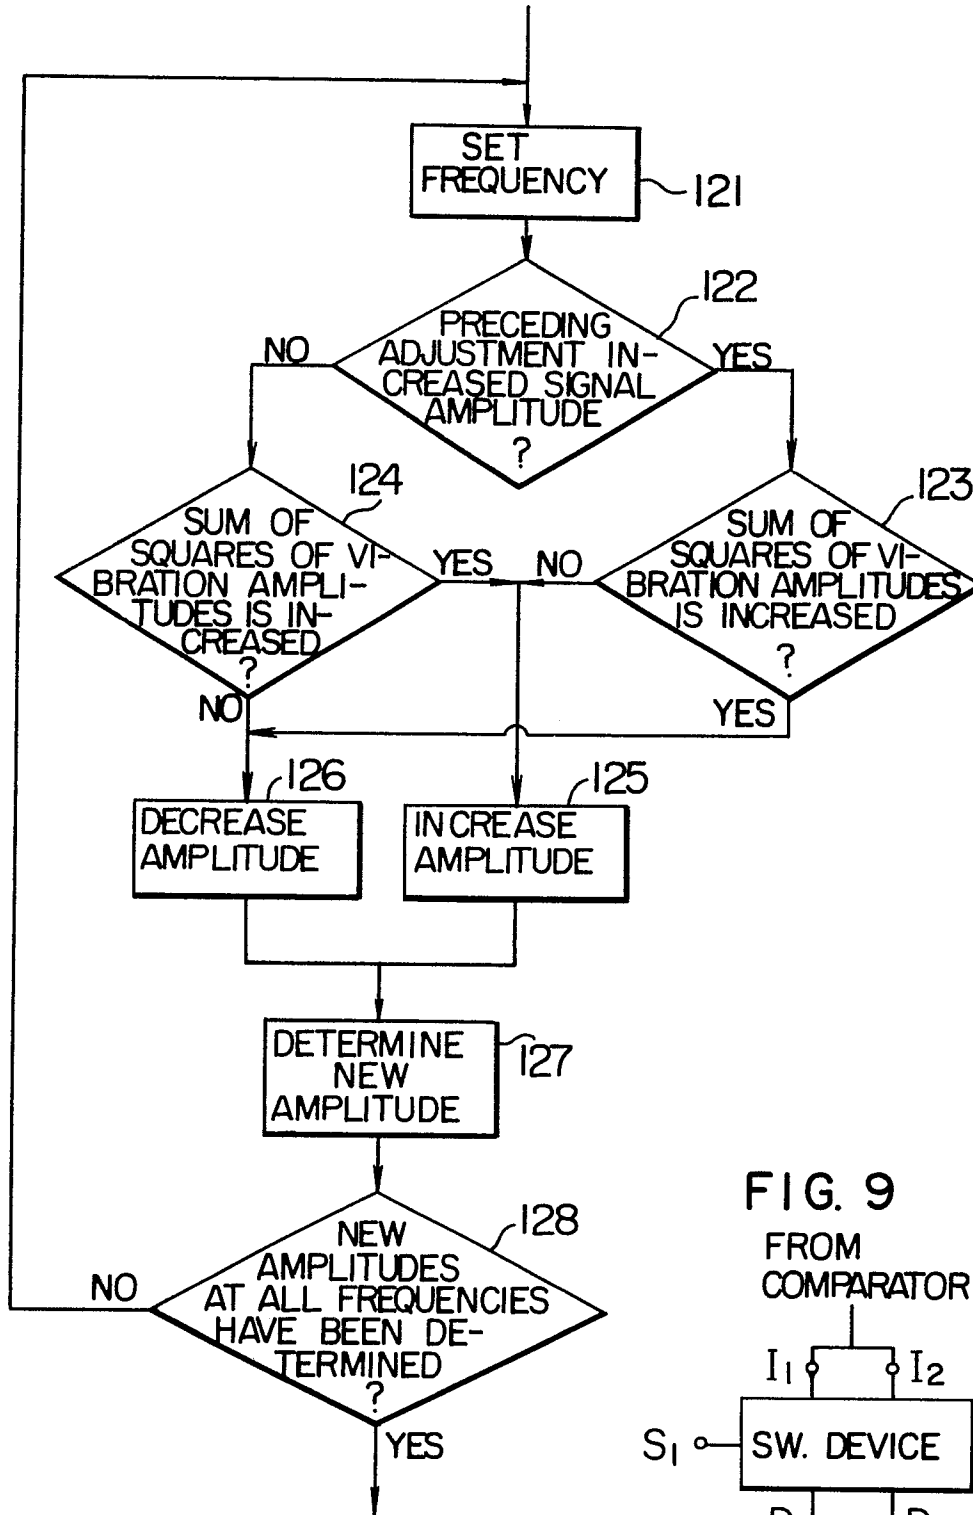 SET
FREQUENCY
121
122
PRECEDING
ADJUSTMENT IN-
CREASED SIGNAL
AMPLITUDE
?
NO
YES
124
SUM OF
SQUARES OF VI-
BRATION AMPLI-
TUDES IS IN-
CREASED
?
YES
NO
123
SUM OF
SQUARES OF VI-
BRATION AMPLITUDES
IS INCREASED
?
NO
YES
126
DECREASE
AMPLITUDE
125
INCREASE
AMPLITUDE
DETERMINE
NEW
AMPLITUDE
127
128
NEW
AMPLITUDES
AT ALL FREQUENCIES
HAVE BEEN DE-
TERMINED
?
NO
YES
FIG. 9
FROM
COMPARATOR
I1
I2
S1
SW. DEVICE